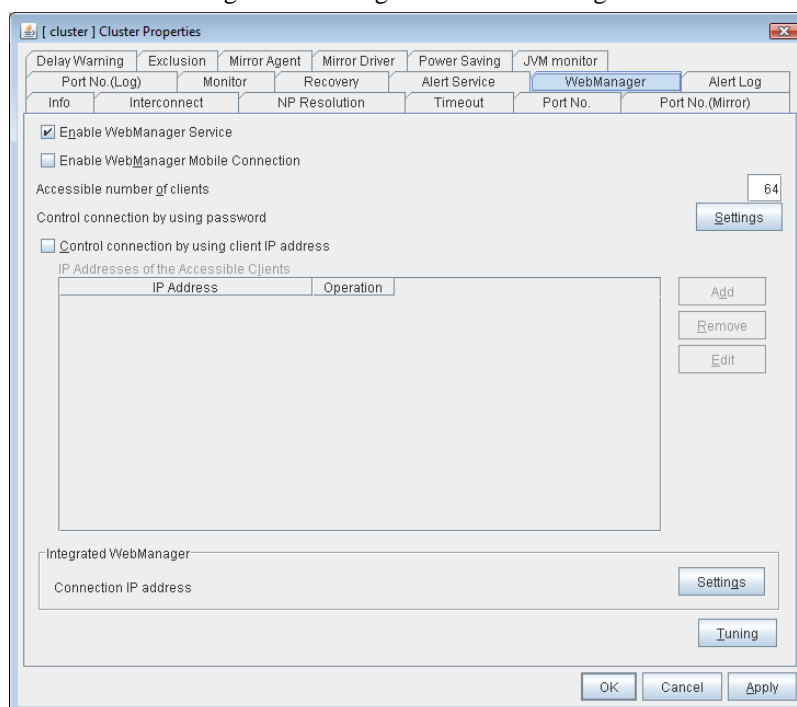 [ cluster ] Cluster Properties
Delay Warning Exclusion Mirror Agent Mirror Driver Power Saving JVM monitor
Port No.(Log) Monitor Recovery Alert Service WebManager Alert Log
Info Interconnect NP Resolution Timeout Port No. Port No.(Mirror)
Enable WebManager Service
Enable WebManager Mobile Connection
Accessible number of clients 64
Control connection by using password Settings
Control connection by using client IP address
IP Addresses of the Accessible Clients
IP Address Operation
Add
Remove
Edit
Integrated WebManager
Connection IP address Settings
Tuning
OK Cancel Apply